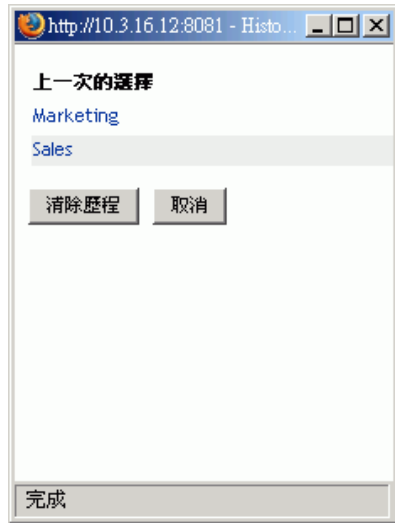 http://10.3.16.12:8081 - Histo...
上一次的選擇
Marketing
Sales
清除歷程 取消
完成